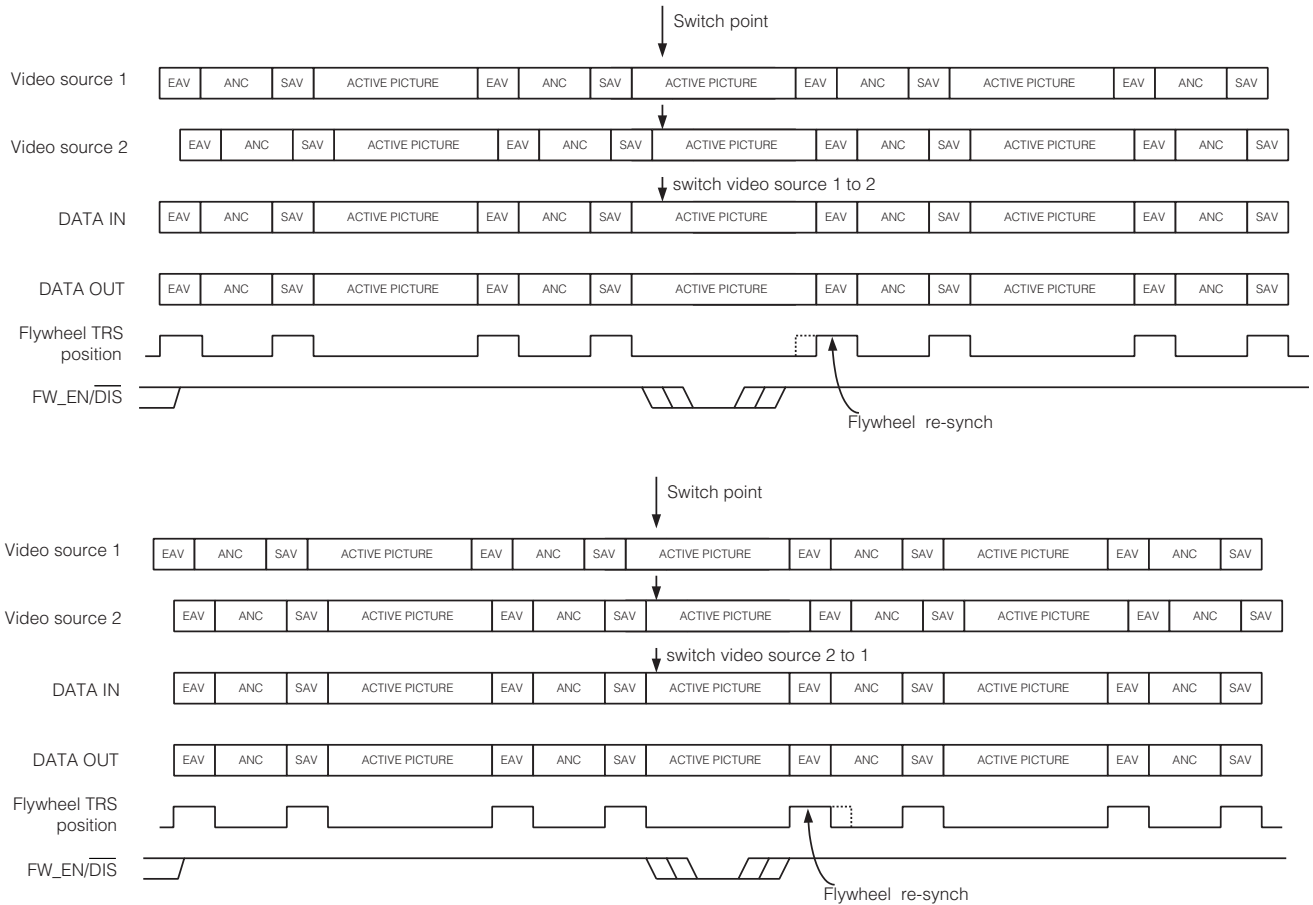 Switch point
Video source 1 EAV ANC SAV ACTIVE PICTURE EAV ANC SAV ACTIVE PICTURE EAV ANC SAV ACTIVE PICTURE EAV ANC SAV
Video source 2 EAV ANC SAV ACTIVE PICTURE EAV ANC SAV ACTIVE PICTURE EAV ANC SAV ACTIVE PICTURE EAV ANC SAV
switch video source 1 to 2
DATA IN EAV ANC SAV ACTIVE PICTURE EAV ANC SAV ACTIVE PICTURE EAV ANC SAV ACTIVE PICTURE EAV ANC SAV
DATA OUT EAV ANC SAV ACTIVE PICTURE EAV ANC SAV ACTIVE PICTURE EAV ANC SAV ACTIVE PICTURE EAV ANC SAV
Flywheel TRS
position
FW_EN/DIS
Flywheel re-synch
Switch point
Video source 1 EAV ANC SAV ACTIVE PICTURE EAV ANC SAV ACTIVE PICTURE EAV ANC SAV ACTIVE PICTURE EAV ANC SAV
Video source 2 EAV ANC SAV ACTIVE PICTURE EAV ANC SAV ACTIVE PICTURE EAV ANC SAV ACTIVE PICTURE EAV ANC SAV
switch video source 2 to 1
DATA IN EAV ANC SAV ACTIVE PICTURE EAV ANC SAV ACTIVE PICTURE EAV ANC SAV ACTIVE PICTURE EAV ANC SAV
DATA OUT EAV ANC SAV ACTIVE PICTURE EAV ANC SAV ACTIVE PICTURE EAV ANC SAV ACTIVE PICTURE EAV ANC SAV
Flywheel TRS
position
FW_EN/DIS
Flywheel re-synch